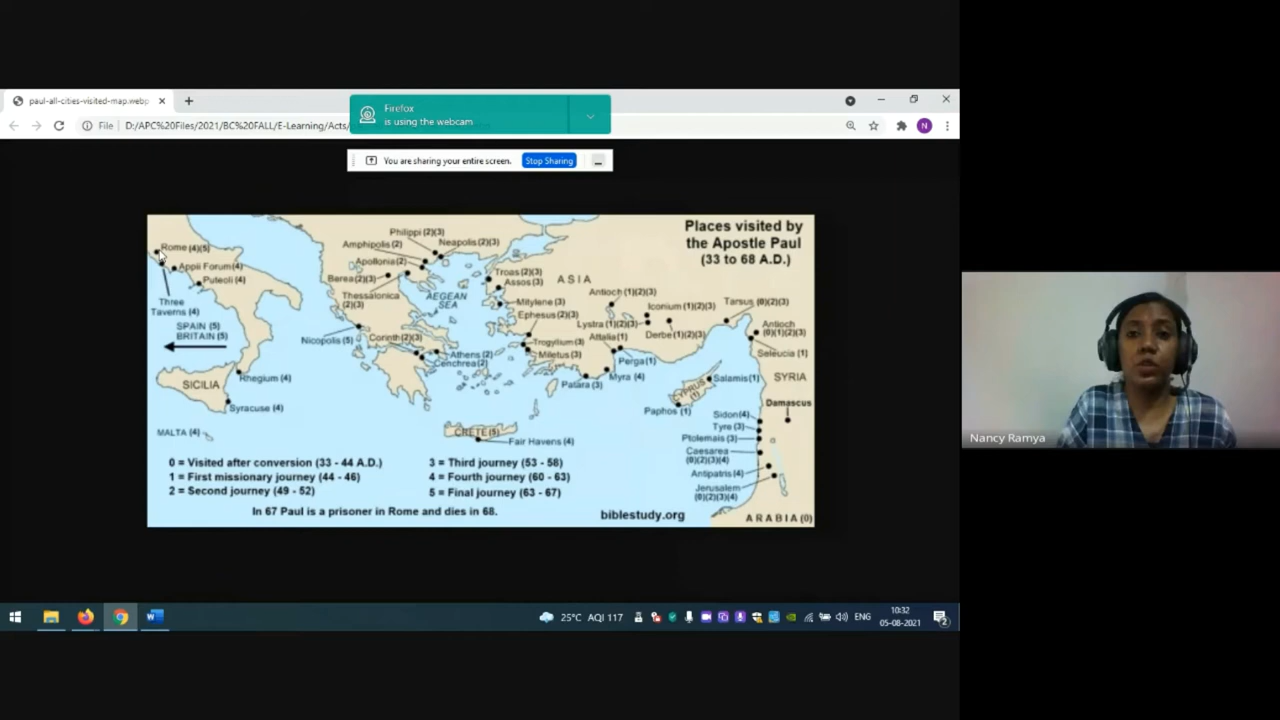 paul-all-cities-visited-map.webp
File
D:/APC%20Files/2021/BC%20FALL/E-Learning/Acts/
Firefox
is using the webcam
You are sharing your entire screen.
Stop Sharing
N
Places visited by
the Apostle Paul
(33 to 68 A.D.)
Rome (4)(5)
Appii Forum (4)
Puteoli (4)
Three
Taverns (4)
SPAIN (5)
BRITAIN (5)
SICILIA
Rhegium (4)
Syracuse (4)
MALTA (4)
Philippi (2)(3)
Neapolis (2)(3)
Amphipolis (2)
Apollonia (2)
Berea (2)(3)
Thessalonica
(2)(3)
AEGEAN
SEA
Nicopolis (5)
Corinth (2)(3)
Athens (2)
Cenchrea (2)
CRETE (5)
Fair Havens (4)
Troas (2)(3)
Assos (3)
Mitylene (3)
Ephesus (2)(3)
Trogyllium (3)
Miletus (3)
ASIA
Antioch (1)(2)(3)
Iconium (1)(2)(3)
Lystra (1)(2)(3)
Derbe (1)(2)(3)
Attalia (1)
Perga (1)
Patara (3)
Myra (4)
Tarsus (0)(2)(3)
Antioch
(0)(1)(2)(3)
Seleucia (1)
SYRIA
CYPRUS
(1)
Salamis (1)
Paphos (1)
Damascus
Sidon (4)
Tyre (3)
Ptolemais (3)
Caesarea
(0)(2)(3)(4)
Antipatris (4)
Jerusalem
(0)(2)(3)(4)
ARABIA (0)
0 = Visited after conversion (33 - 44 A.D.)
1 = First missionary journey (44 - 46)
2 = Second journey (49 - 52)
3 = Third journey (53 - 58)
4 = Fourth journey (60 - 63)
5 = Final journey (63 - 67)
In 67 Paul is a prisoner in Rome and dies in 68.
biblestudy.org
Nancy Ramya
25°C AQI 117
ENG
10:32
05-08-2021
2